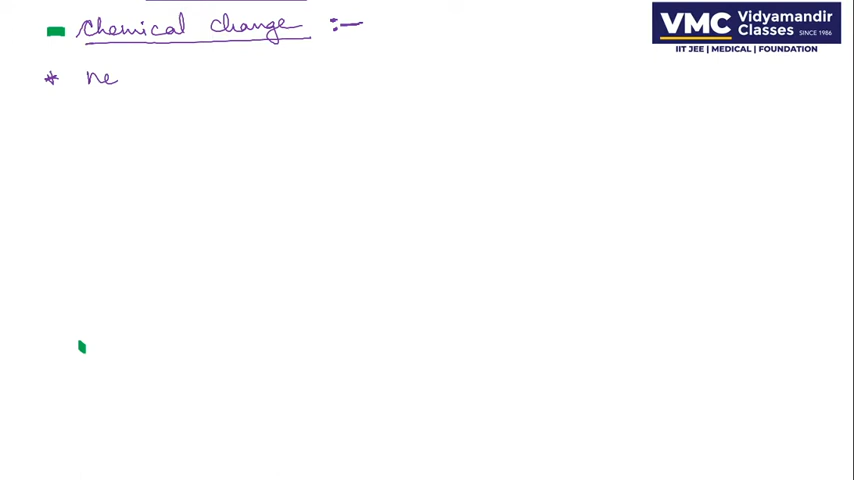 chemical change :-
VMC Vidyamandir Classes SINCE 1986
IIT JEE | MEDICAL | FOUNDATION
* ne